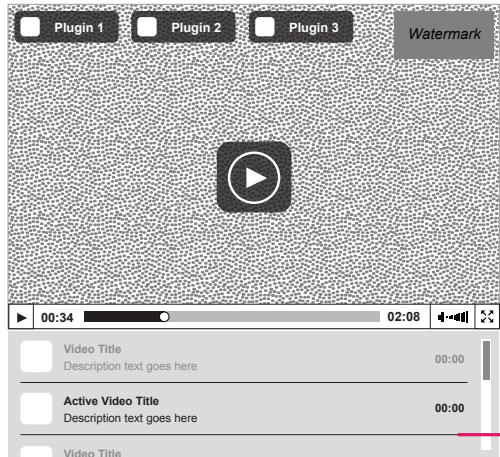 Plugin 1 Plugin 2 Plugin 3 Watermark
00:34 02:08
Video Title
Description text goes here 00:00
Active Video Title
Description text goes here 00:00
Video Title